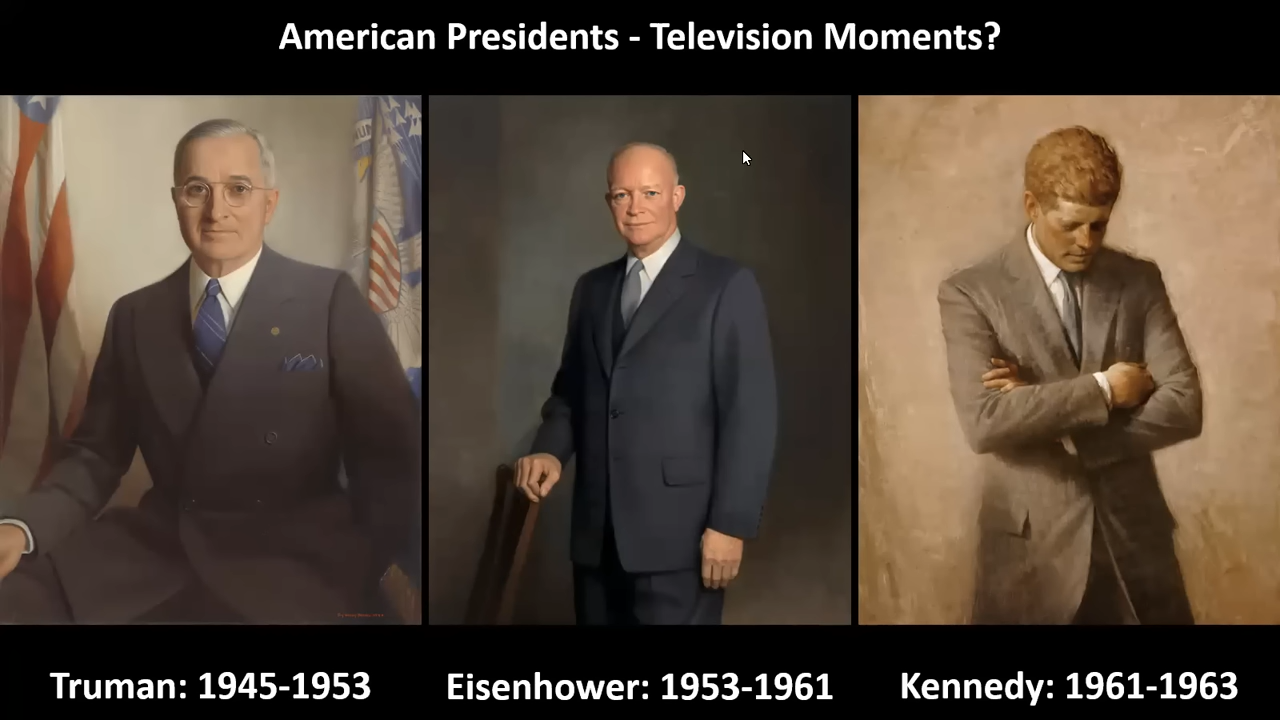 American Presidents - Television Moments?
Truman: 1945-1953
Eisenhower: 1953-1961
Kennedy: 1961-1963